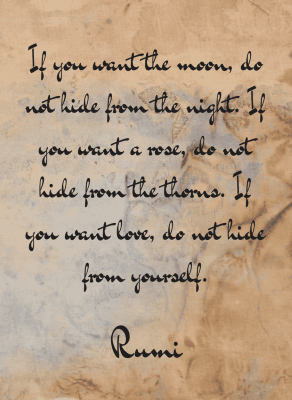 If you want the moon, do
not hide from the night. If
you want a rose, do not
hide from the thorns. If
you want love, do not hide
from yourself.
Rumi